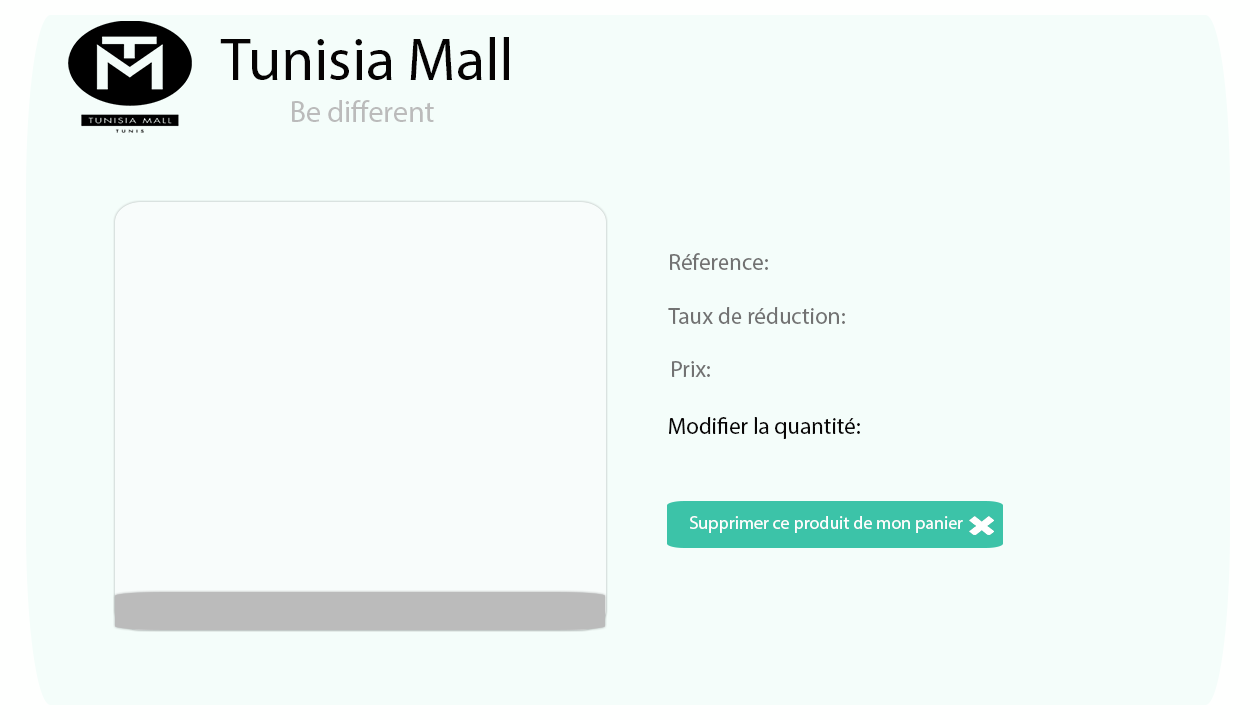 Tunisia Mall
Be different
TUNISIA MALL
TUNIS
Réference:
Taux de réduction:
Prix:
Modifier la quantité:
Supprimer ce produit de mon panier